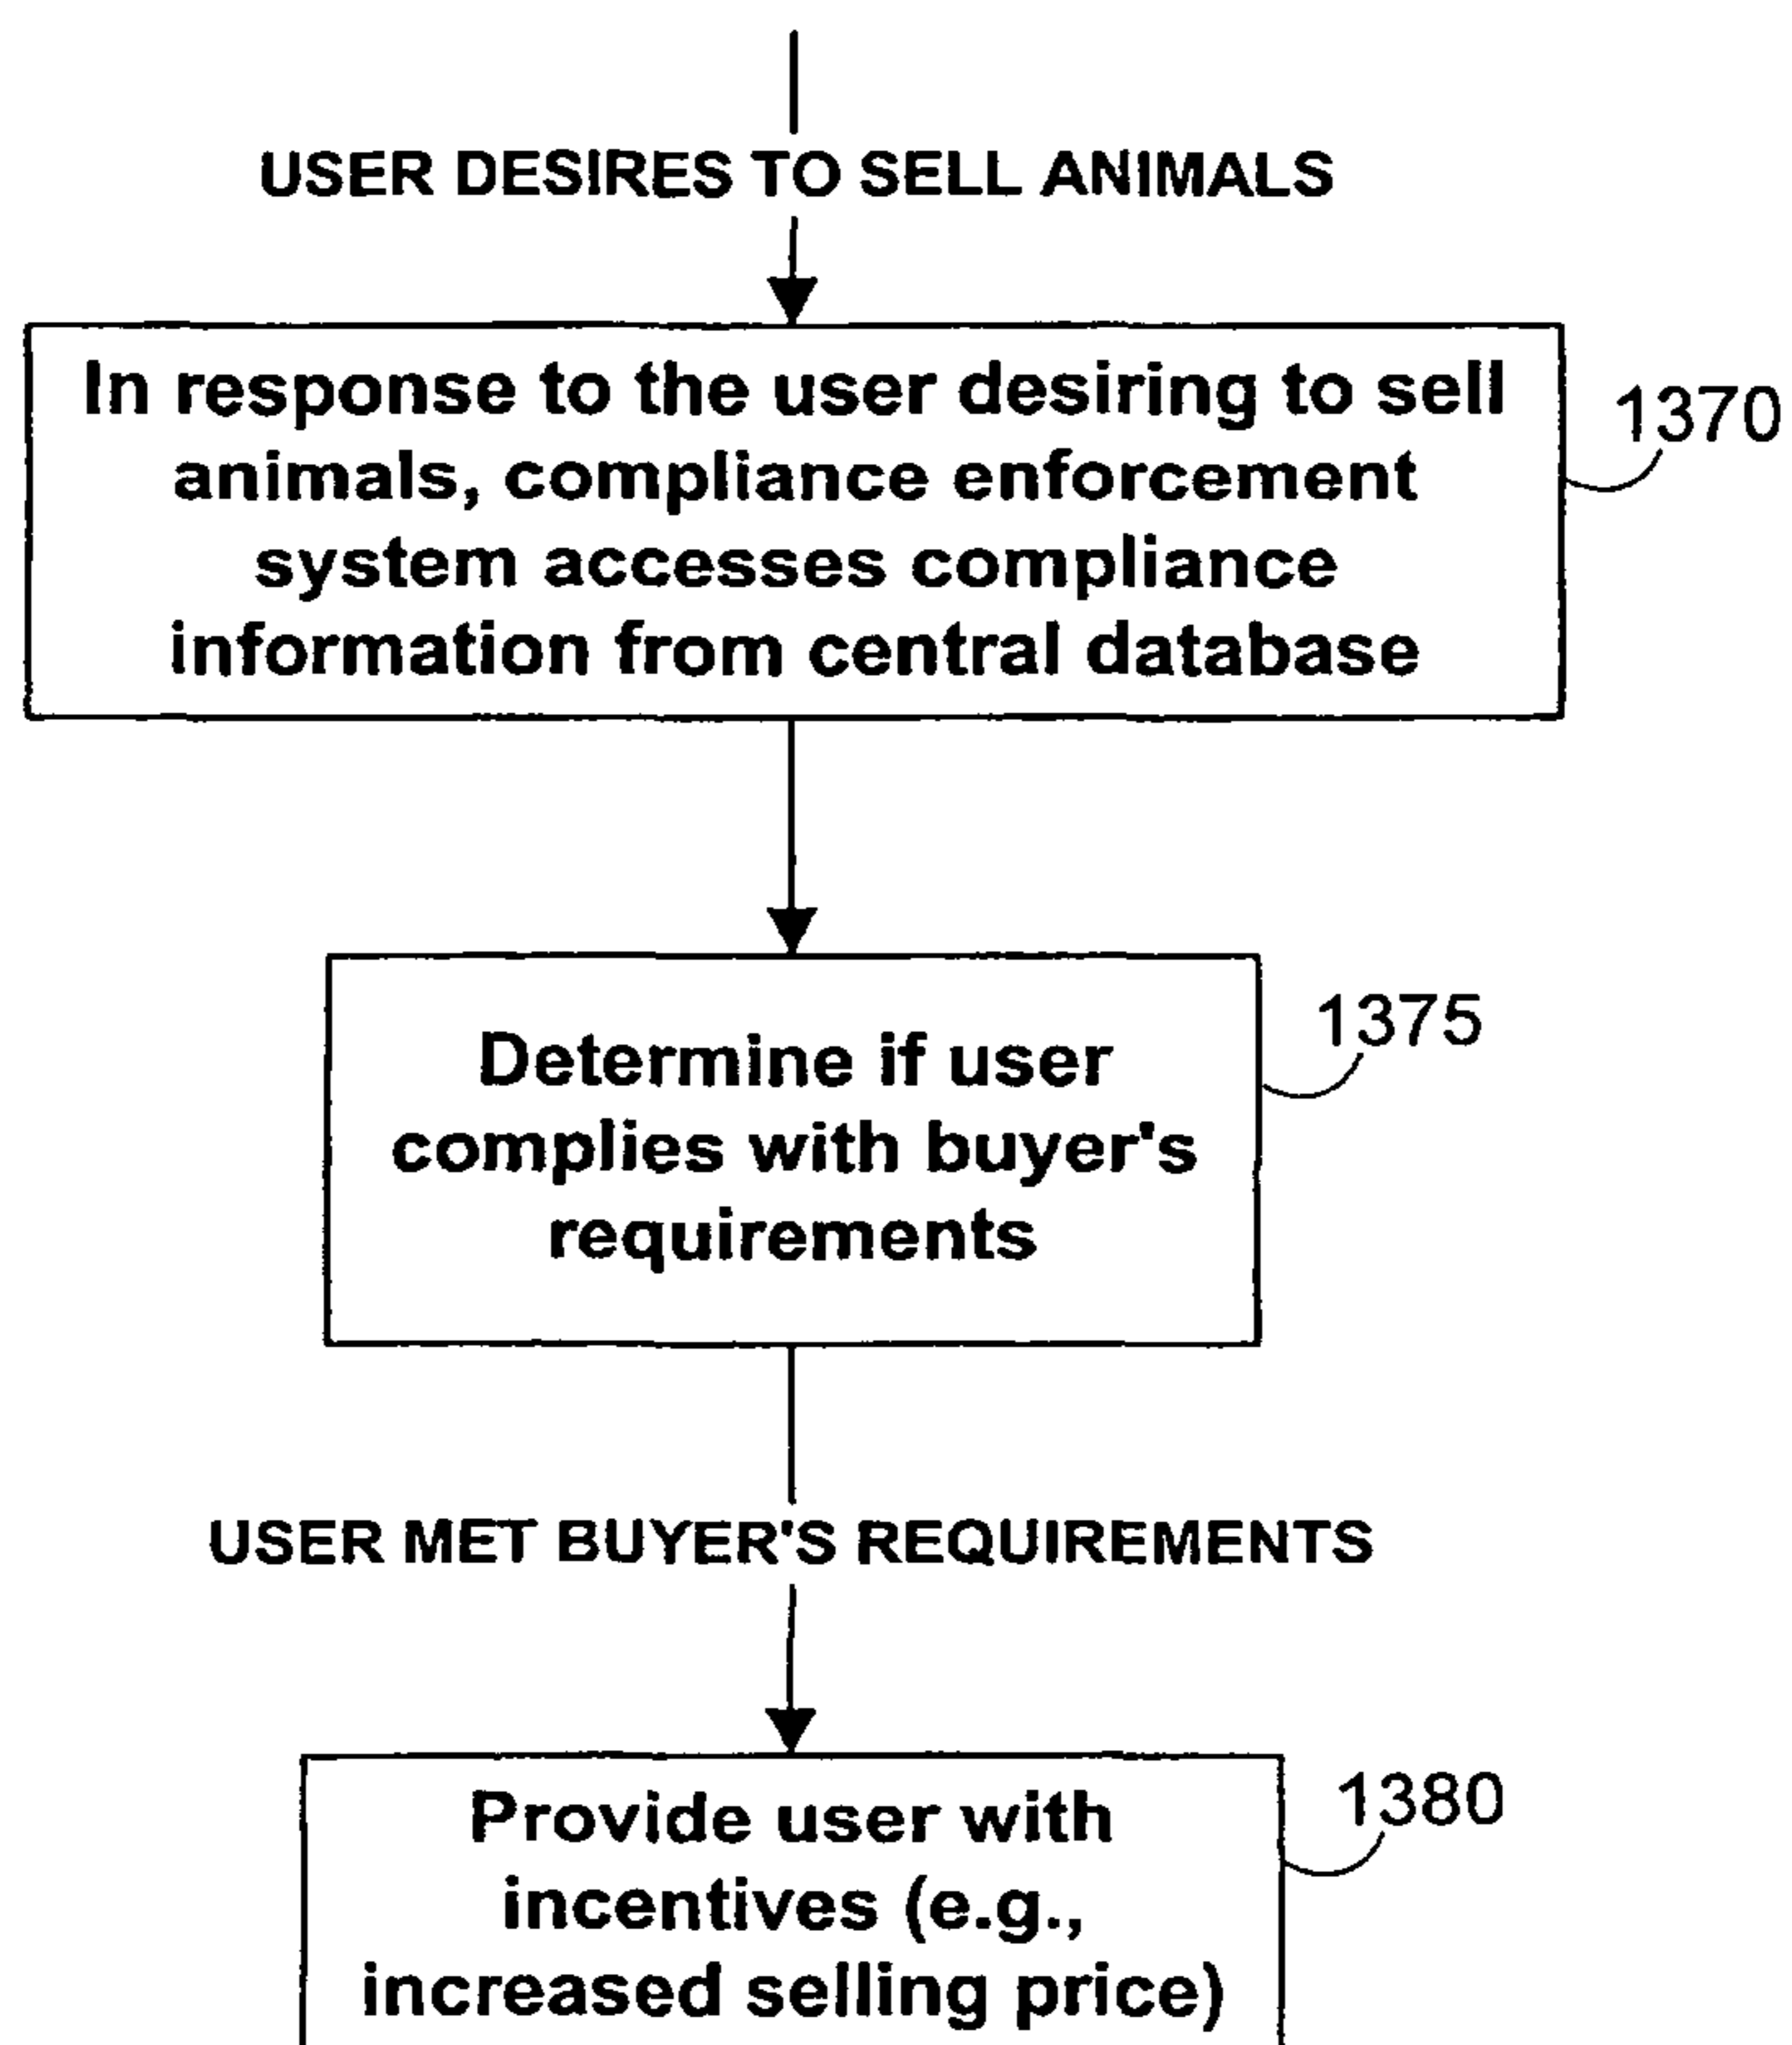 USER DESIRES TO SELL ANIMALS
In response to the user desiring to sell
animals, compliance enforcement
system accesses compliance
information from central database
1370
Determine if user
complies with buyer's
requirements
1375
USER MET BUYER'S REQUIREMENTS
Provide user with
incentives (e.g.,
increased selling price)
1380